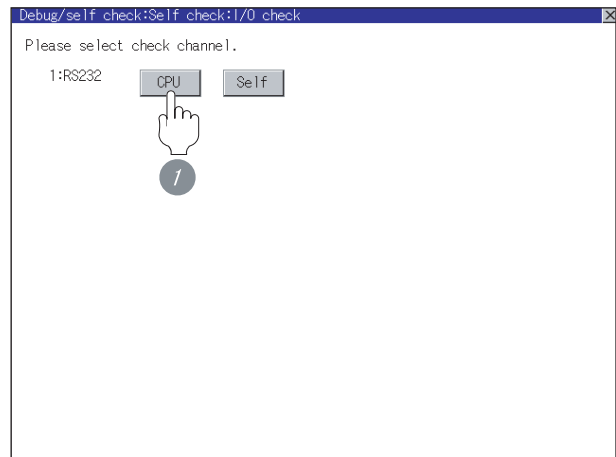 Debug/self check:Self check:I/O check
Please select check channel.
1:RS232 CPU Self
1